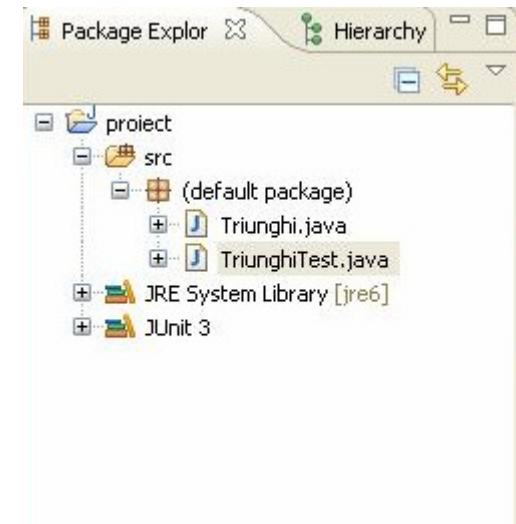 Package Explor Hierarchy
proiect
src
(default package)
Triunghi.java
TriunghiTest.java
JRE System Library [jre6]
JUnit 3